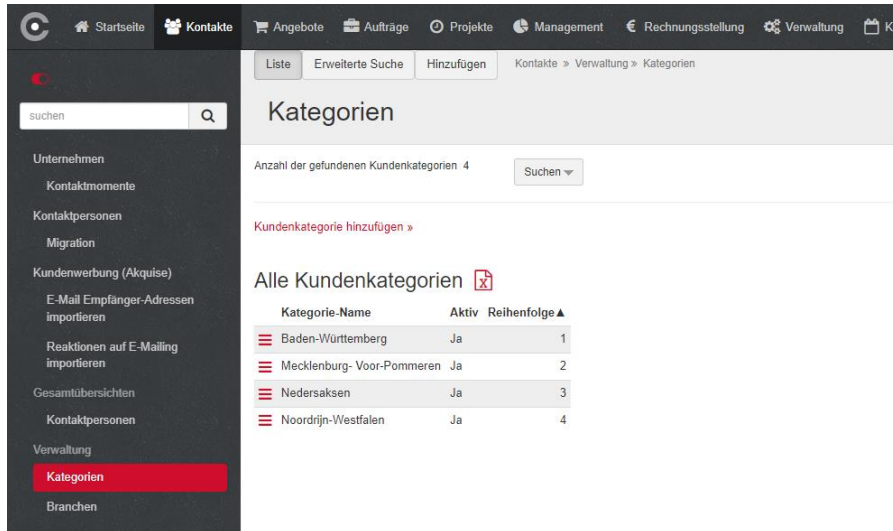 Startseite Kontakte Angebote Aufträge Projekte Management € Rechnungsstellung Verwaltung K
Liste Erweiterte Suche Hinzufügen Kontakte » Verwaltung » Kategorien
suchen
Kategorien
Unternehmen
Kontaktmomente
Kontaktpersonen
Migration
Kundenwerbung (Akquise)
E-Mail Empfänger-Adressen
importieren
Reaktionen auf E-Mailing
importieren
Gesamtübersichten
Kontaktpersonen
Verwaltung
Kategorien
Branchen
Anzahl der gefundenen Kundenkategorien 4 Suchen
Kundenkategorie hinzufügen »
Alle Kundenkategorien
Kategorie-Name Aktiv Reihenfolge▲
Baden-Württemberg Ja 1
Mecklenburg- Voor-Pommeren Ja 2
Nedersaksen Ja 3
Noordrijn-Westfalen Ja 4